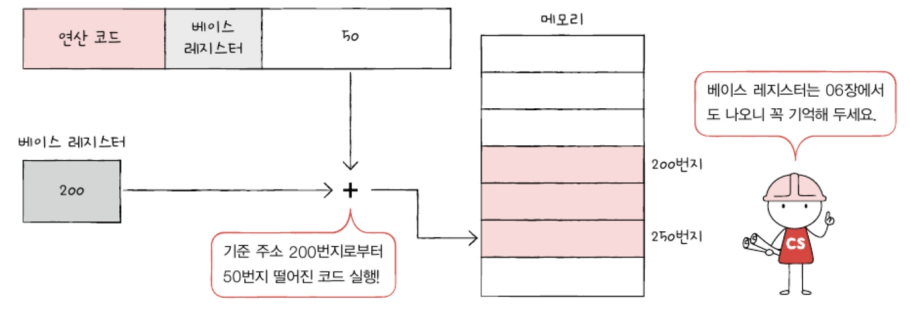 연산 코드
베이스
레지스터
50
메모리
베이스 레지스터는 06장에서
도 나오니 꼭 기억해 두세요.
베이스 레지스터
200
+
200번지
250번지
기준 주소 200번지로부터
50번지 떨어진 코드 실행!
CS